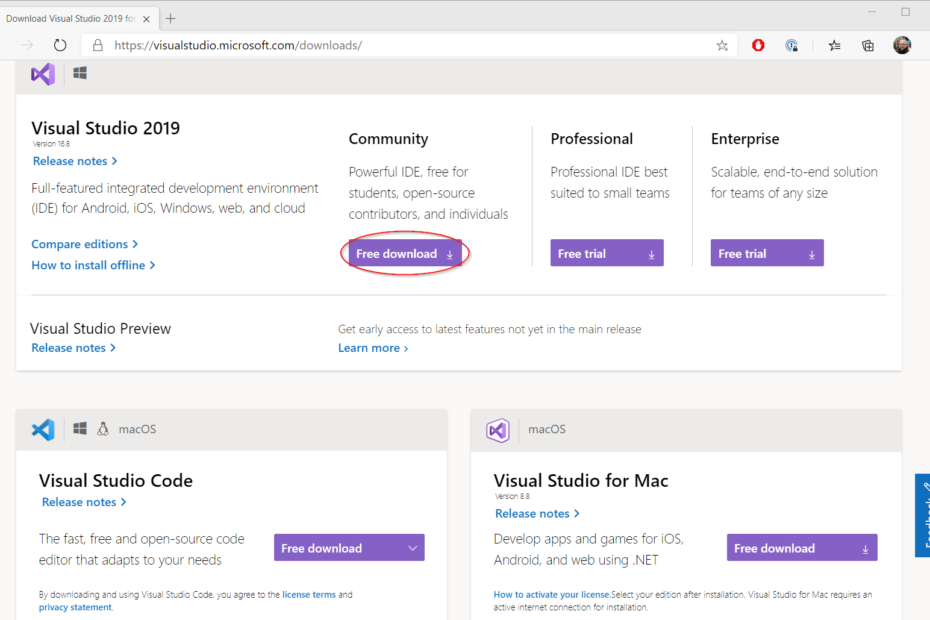 Download Visual Studio 2019 fo
https://visualstudio.microsoft.com/downloads/
Visual Studio 2019
Version 16.8
Release notes
Full-featured integrated development environment
(IDE) for Android, iOS, Windows, web, and cloud
Compare editions
How to install offline
Community
Powerful IDE, free for
students, open-source
contributors, and individuals
Free download
Professional
Professional IDE best
suited to small teams
Free trial
Enterprise
Scalable, end-to-end solution
for teams of any size
Free trial
Visual Studio Preview
Release notes
Get early access to latest features not yet in the main release
Learn more
macOS
Visual Studio Code
Release notes
The fast, free and open-source code
editor that adapts to your needs
Free download
By downloading and using Visual Studio Code, you agree to the license terms and
privacy statement.
macOS
Visual Studio for Mac
Version 8.8
Release notes
Develop apps and games for iOS,
Android, and web using .NET
Free download
How to activate your license.Select your edition after installation. Visual Studio for Mac requires an
active internet connection for installation.
Feedback